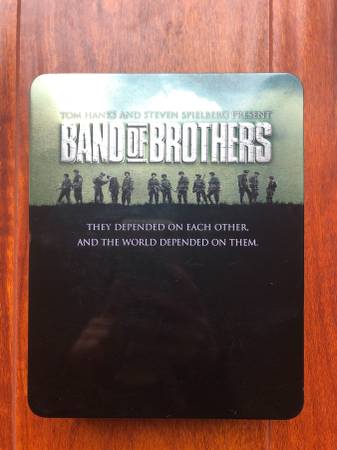 TOM HANKS AND STEVEN SPIELBERG PRESENT
BAND OF BROTHERS
THEY DEPENDED ON EACH OTHER,
AND THE WORLD DEPENDED ON THEM.